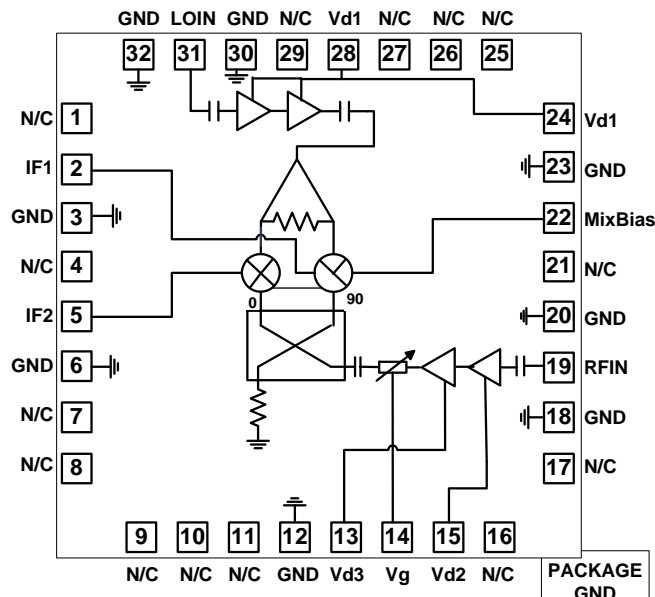 GND LOIN GND N/C Vd1 N/C N/C N/C
32 31 30 29 28 27 26 25
N/C 1
24 Vd1
IF1 2
23 GND
GND 3
22 MixBias
N/C 4
21 N/C
IF2 5
0 90
20 GND
GND 6
19 RFIN
N/C 7
18 GND
N/C 8
17 N/C
9 10 11 12 13 14 15 16
N/C N/C N/C GND Vd3 Vg Vd2 N/C
PACKAGE
GND